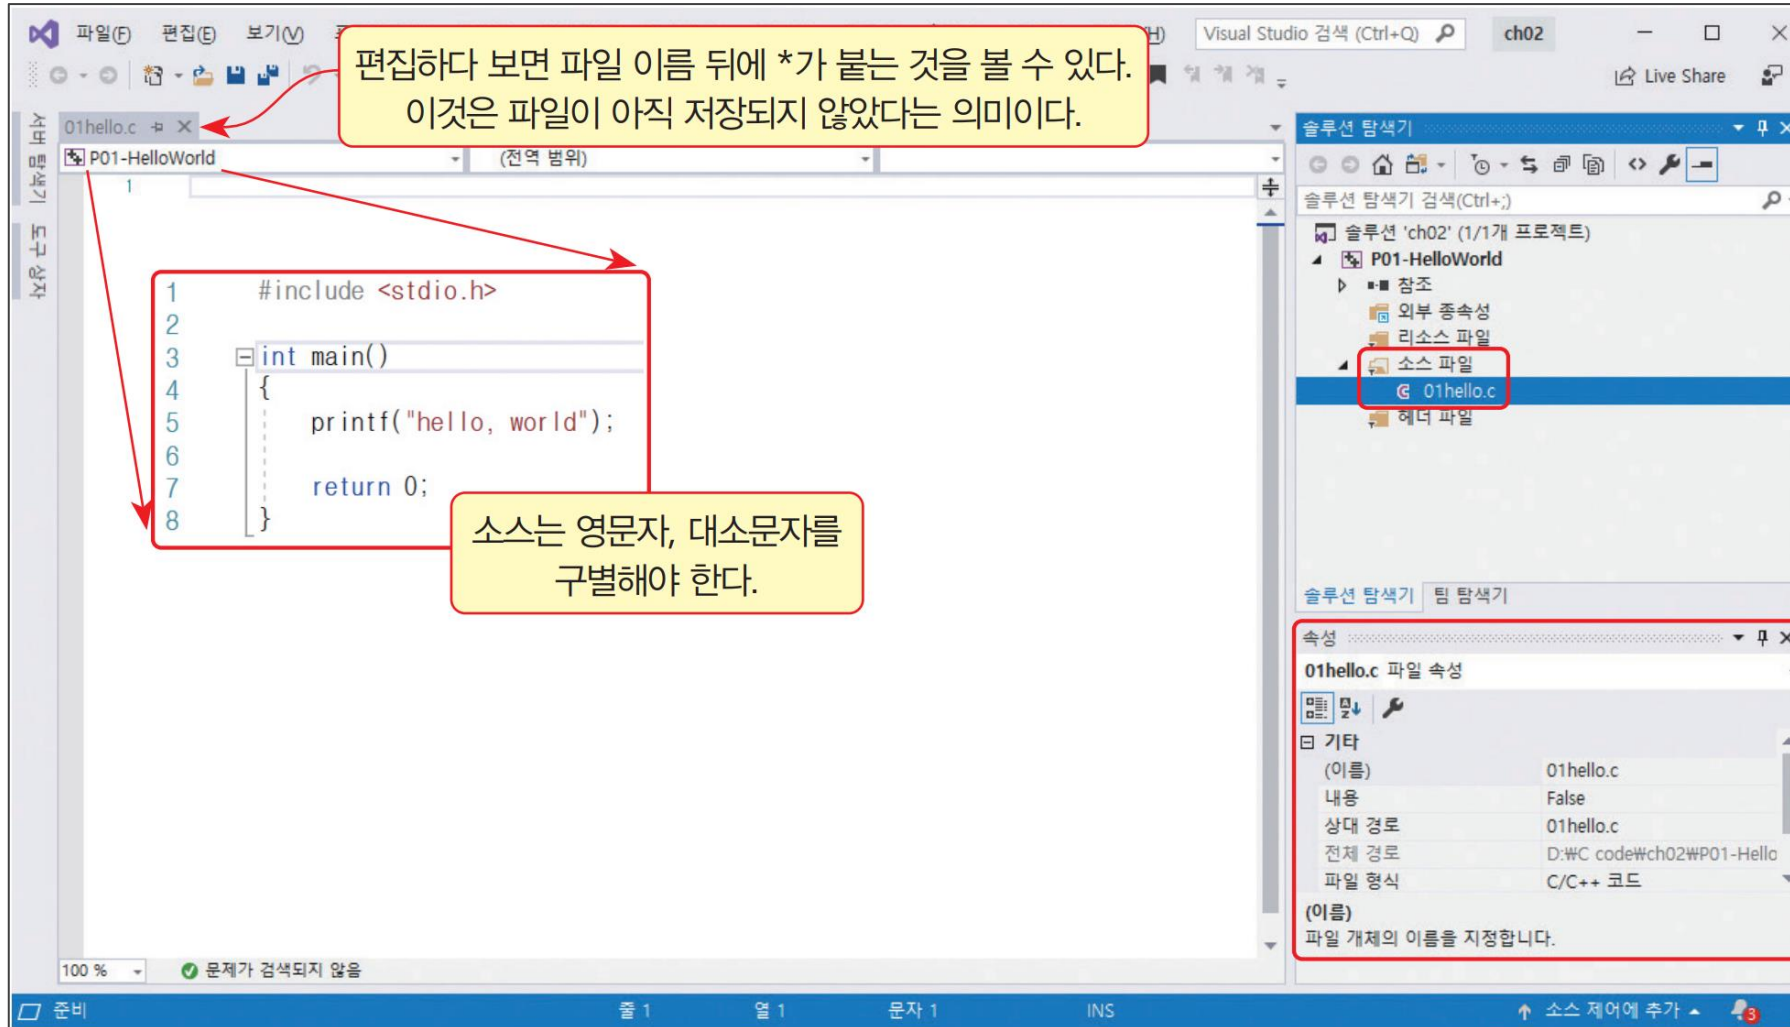 파일(F) 편집(E) 보기(V)
(H) Visual Studio 검색 (Ctrl+Q) ch02
편집하다 보면 파일 이름 뒤에 *가 붙는 것을 볼 수 있다.
이것은 파일이 아직 저장되지 않았다는 의미이다.
Live Share
서버 탐색기
도구 상자
01hello.c
P01-HelloWorld (전역 범위)
1
1 #include <stdio.h>
2
3 int main()
4 {
5 printf("hello, world");
6
7 return 0;
8 }
소스는 영문자, 대소문자를
구별해야 한다.
100 % 문제가 검색되지 않음
솔루션 탐색기
솔루션 탐색기 검색(Ctrl+;)
솔루션 'ch02' (1/1개 프로젝트)
P01-HelloWorld
참조
외부 종속성
리소스 파일
소스 파일
01hello.c
헤더 파일
솔루션 탐색기 팀 탐색기
속성
01hello.c 파일 속성
기타
(이름) 01hello.c
내용 False
상대 경로 01hello.c
전체 경로 D:₩C code₩ch02₩P01-Hello
파일 형식 C/C++ 코드
(이름)
파일 개체의 이름을 지정합니다.
준비 줄 1 열 1 문자 1 INS 소스 제어에 추가 3